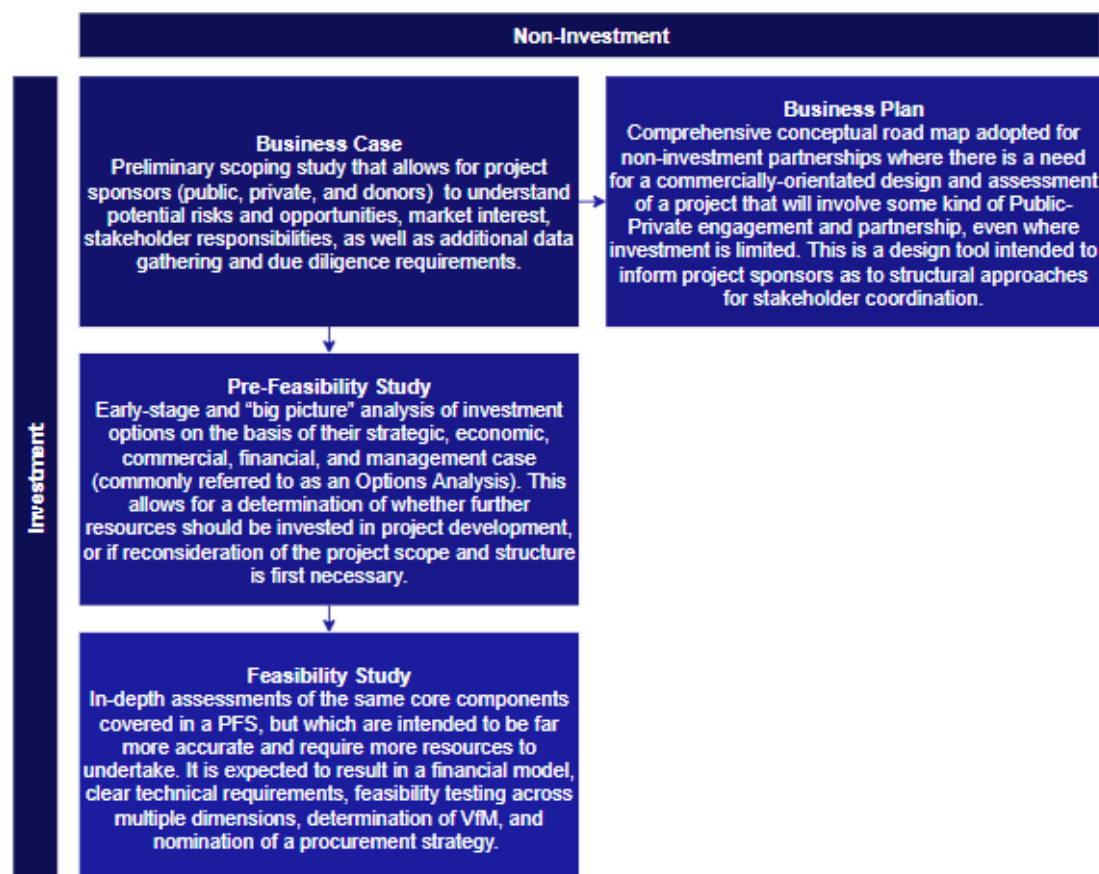 Non-Investment
Investment
Business Case
Preliminary scoping study that allows for project
sponsors (public, private, and donors) to understand
potential risks and opportunities, market interest,
stakeholder responsibilities, as well as additional data
gathering and due diligence requirements.
Business Plan
Comprehensive conceptual road map adopted for
non-investment partnerships where there is a need
for a commercially-orientated design and assessment
of a project that will involve some kind of Public-
Private engagement and partnership, even where
investment is limited. This is a design tool intended to
inform project sponsors as to structural approaches
for stakeholder coordination.
Pre-Feasibility Study
Early-stage and “big picture” analysis of investment
options on the basis of their strategic, economic,
commercial, financial, and management case
(commonly referred to as an Options Analysis). This
allows for a determination of whether further
resources should be invested in project development,
or if reconsideration of the project scope and structure
is first necessary.
Feasibility Study
In-depth assessments of the same core components
covered in a PFS, but which are intended to be far
more accurate and require more resources to
undertake. It is expected to result in a financial model,
clear technical requirements, feasibility testing across
multiple dimensions, determination of VfM, and
nomination of a procurement strategy.